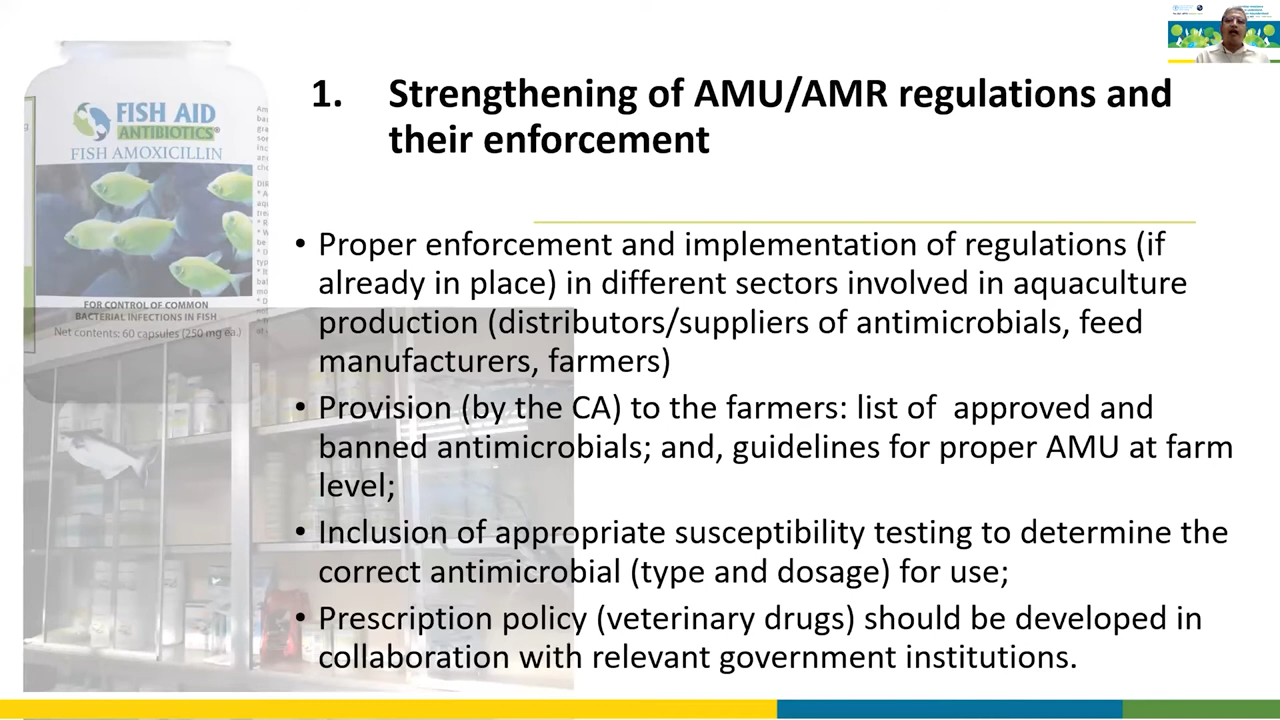 1. Strengthening of AMU/AMR regulations and
their enforcement
• Proper enforcement and implementation of regulations (if
already in place) in different sectors involved in aquaculture
production (distributors/suppliers of antimicrobials, feed
manufacturers, farmers)
• Provision (by the CA) to the farmers: list of approved and
banned antimicrobials; and, guidelines for proper AMU at farm
level;
• Inclusion of appropriate susceptibility testing to determine the
correct antimicrobial (type and dosage) for use;
• Prescription policy (veterinary drugs) should be developed in
collaboration with relevant government institutions.
FISH AID
ANTIBIOTICS®
FISH AMOXICILLIN
FOR CONTROL OF COMMON
BACTERIAL INFECTIONS IN FISH
Net contents: 60 capsules (250 mg ea.)